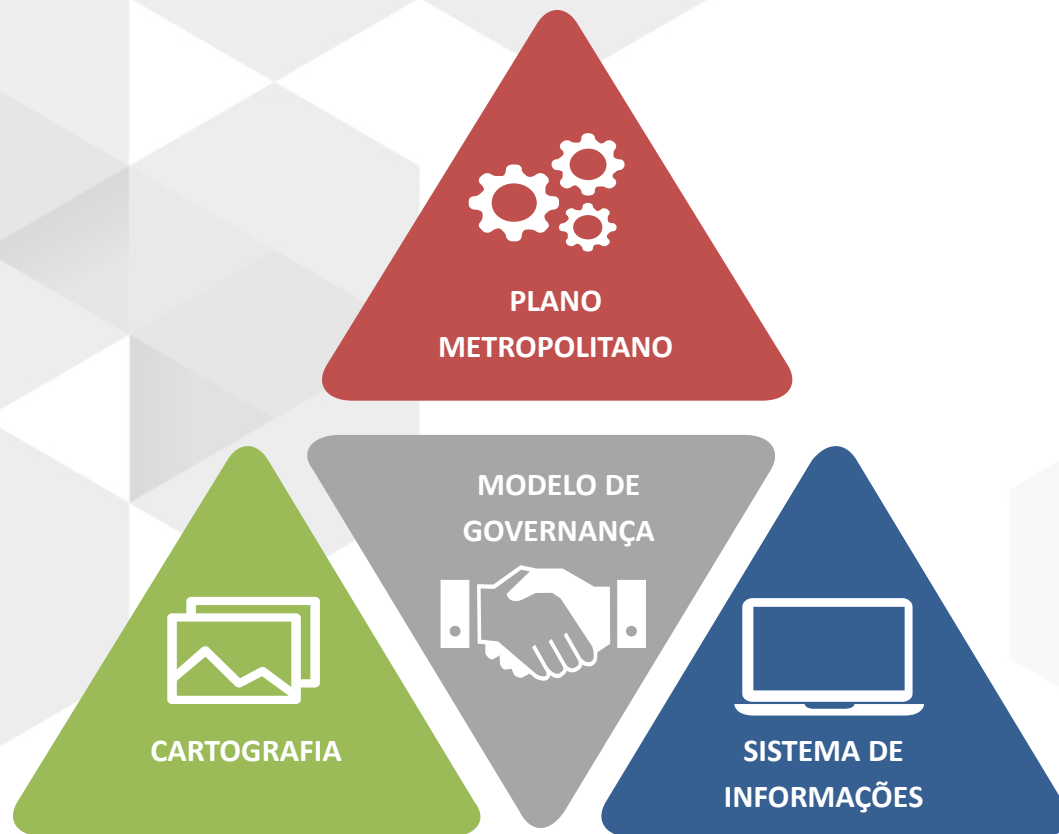 PLANO
METROPOLITANO
MODELO DE
GOVERNANÇA
CARTOGRAFIA
SISTEMA DE
INFORMAÇÕES